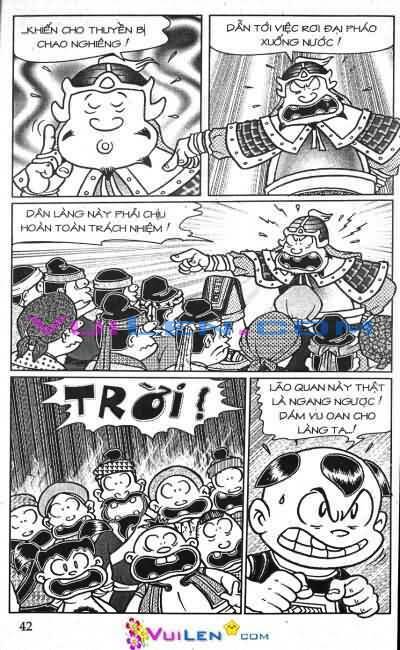 ...KHIẾN CHO THUYỀN BỊ
CHAO NGHIÊNG !
DẪN TỚI VIỆC RƠI ĐẠI PHÁO
XUỐNG NƯỚC !
DÂN LÀNG NÀY PHẢI CHỊU
HOÀN TOÀN TRÁCH NHIỆM !
VUILEN.COM
TRỜI !
LÃO QUAN NÀY THẬT
LÀ NGANG NGƯỢC !
DÁM VU OAN CHO
LÀNG TA...!
42
VUILEN COM